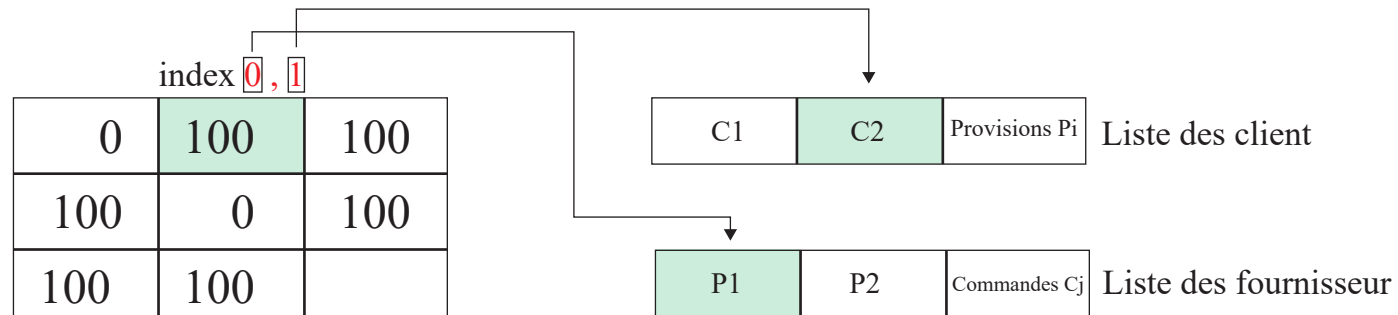 index 0 , 1
0 100 100
100 0 100
100 100
C1 C2 Provisions Pi Liste des client
P1 P2 Commandes Cj Liste des fournisseur